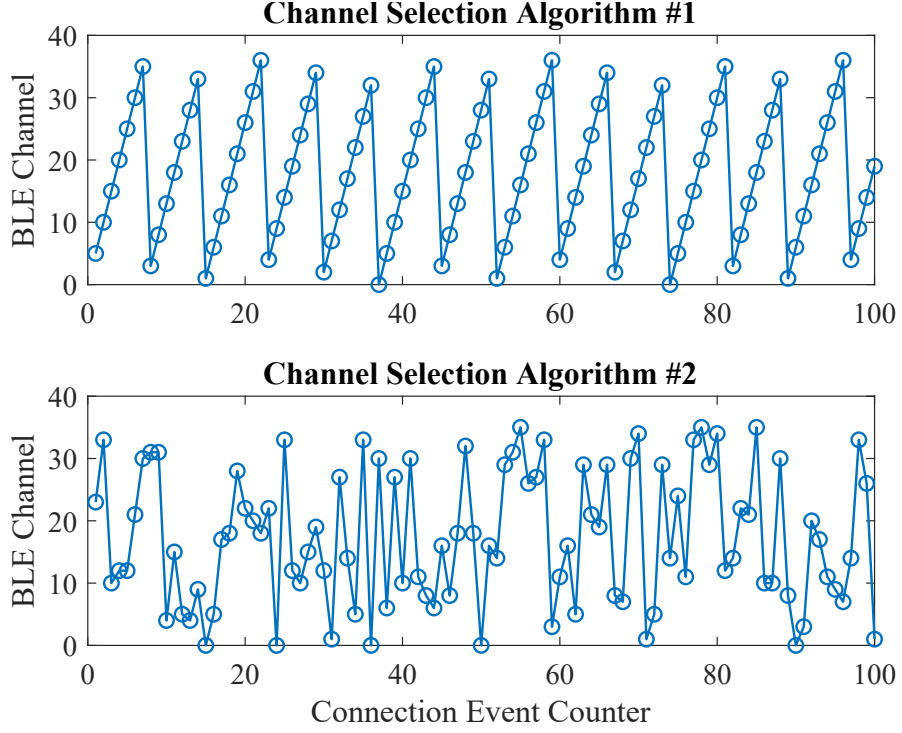 Channel Selection Algorithm #1
40
30
20
10
0
BLE Channel
0 20 40 60 80 100
Channel Selection Algorithm #2
40
30
20
10
0
BLE Channel
0 20 40 60 80 100
Connection Event Counter